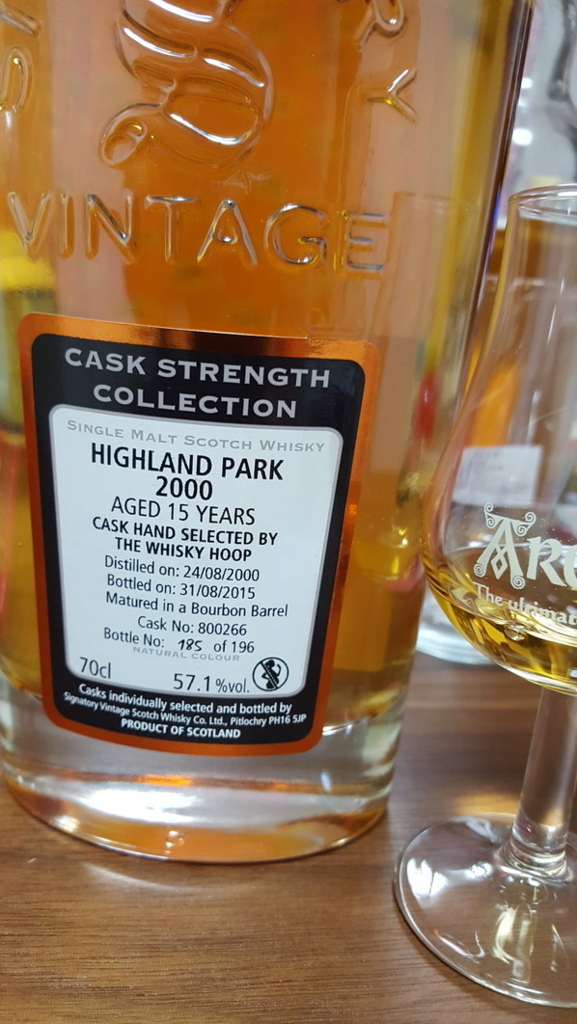 VINTAGE
CASK STRENGTH
COLLECTION
SINGLE MALT SCOTCH WHISKY
HIGHLAND PARK
2000
AGED 15 YEARS
CASK HAND SELECTED BY
THE WHISKY HOOP
Distilled on: 24/08/2000
Bottled on: 31/08/2015
Matured in a Bourbon Barrel
Cask No: 800266
Bottle No: 185 of 196
NATURAL COLOUR
70cl 57.1%vol.
Casks individually selected and bottled by
Signatory Vintage Scotch Whisky Co. Ltd., Pitlochry PH16 5JP
PRODUCT OF SCOTLAND
The